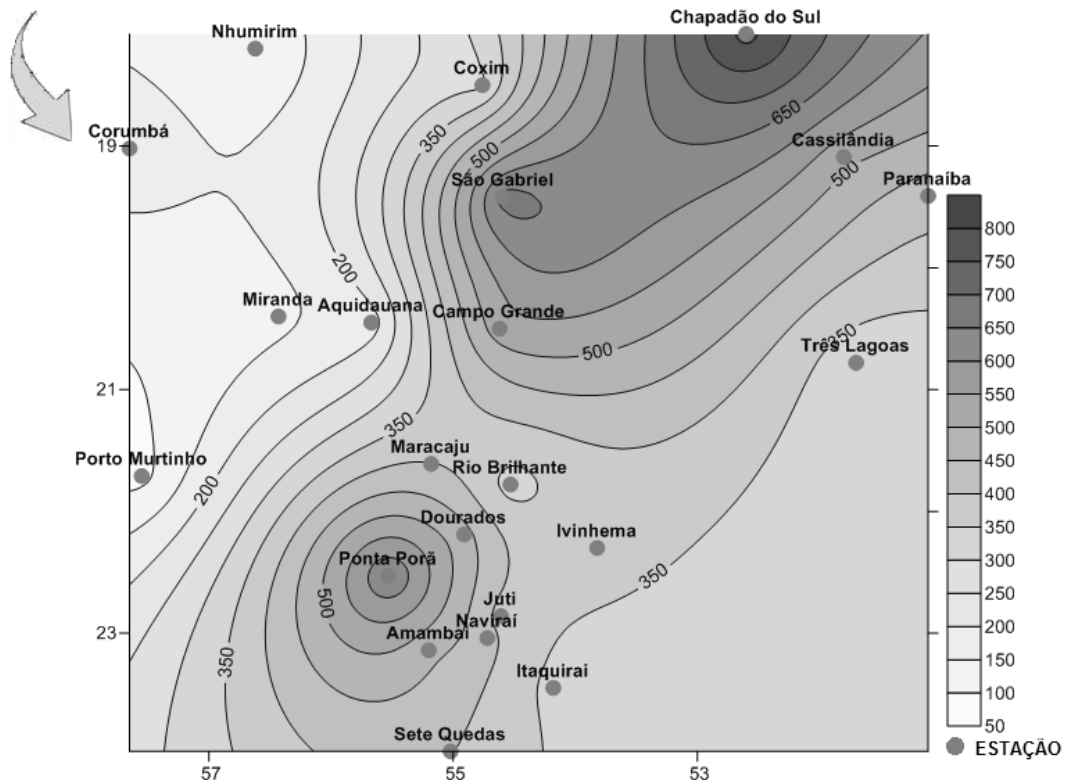 Chapadão do Sul
Nhumirim
Coxim
650
Corumbá
350
19
500
Cassilândia
São Gabriel
500
Paranaiba
200
800
750
Miranda
Aquidauana
Campo Grande
700
650
500
350
Três Lagoas
600
21
550
350
500
Maracaju
Porto Murtinho
Rio Brilhante
450
200
400
Dourados
350
Ivinhema
300
Ponta Porã
350
250
500
Juti
200
Naviraí
23
Amambai
150
350
Itaquirai
100
50
Sete Quedas
ESTAÇÃO
57
55
53